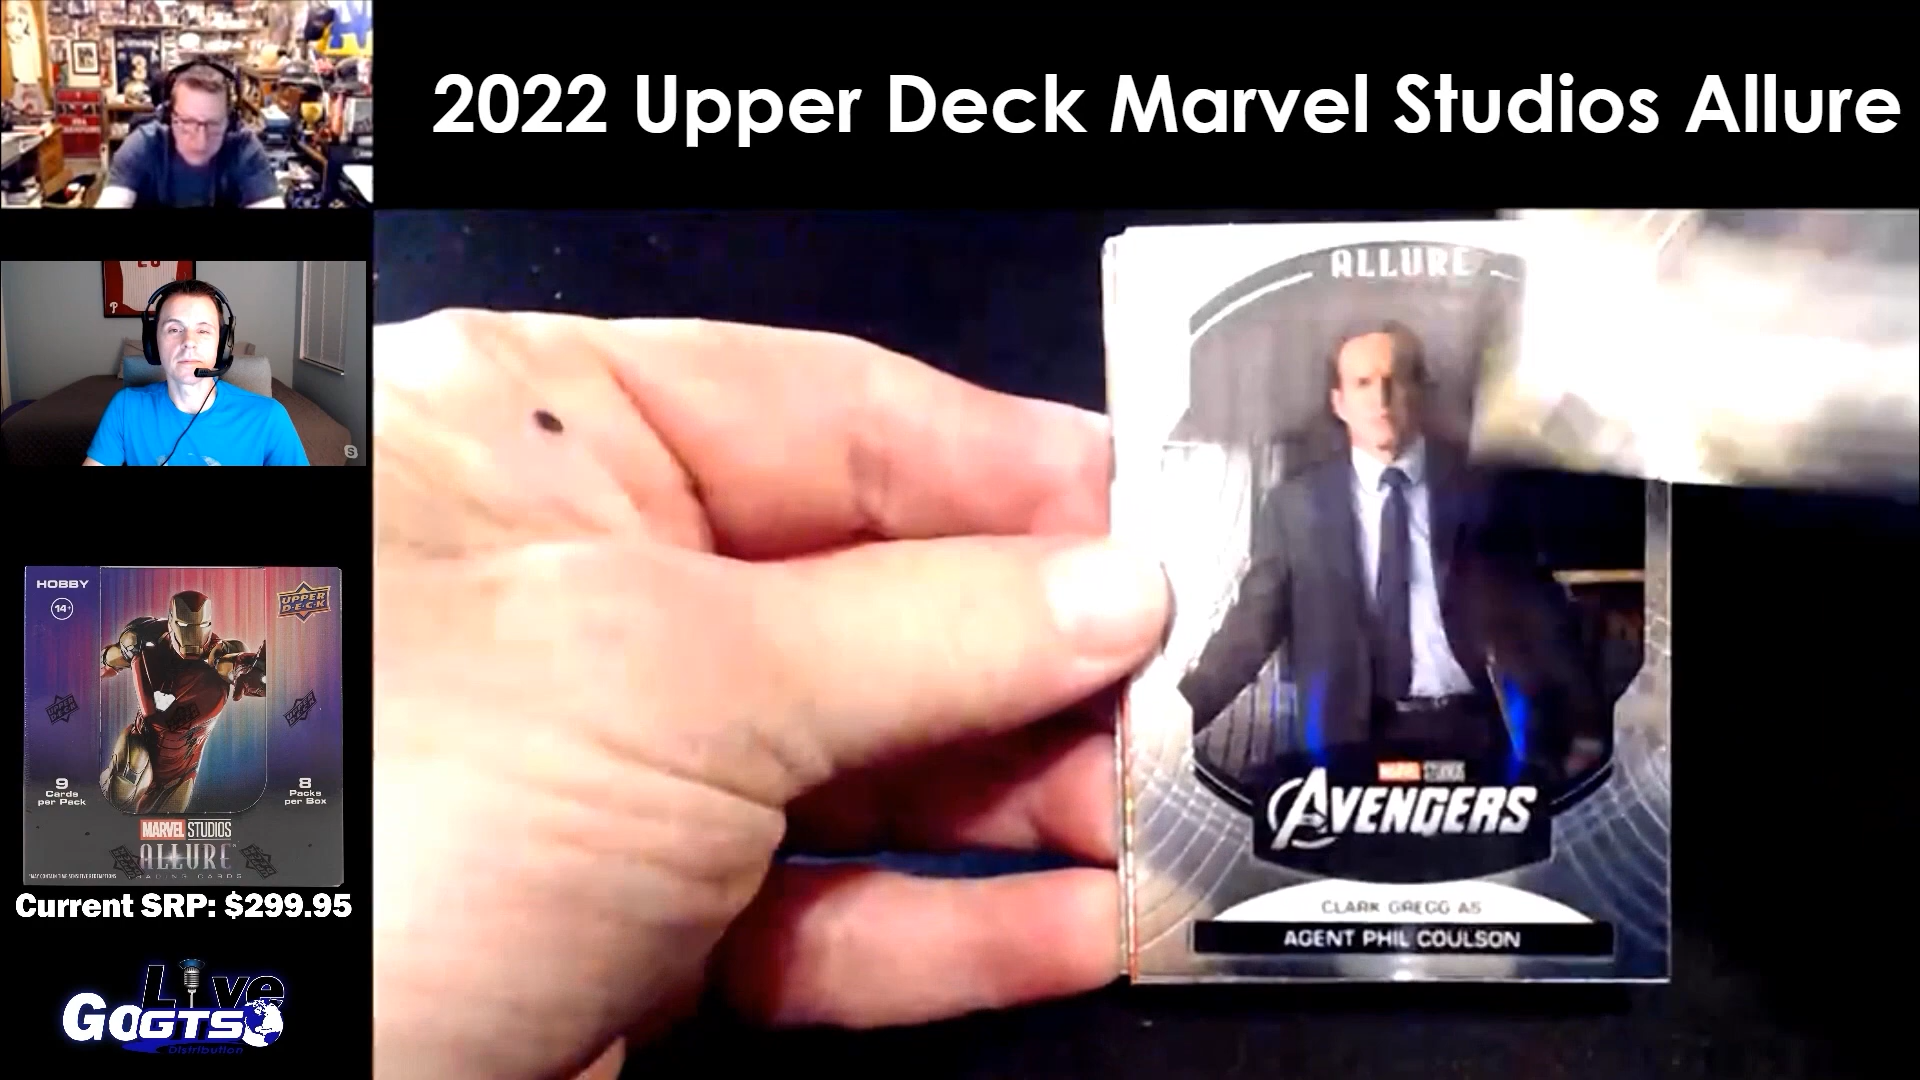 2022 Upper Deck Marvel Studios Allure
ALLURE
MARVEL STUDIOS
AVENGERS
CLARK GREGG AS
AGENT PHIL COULSON
HOBBY
14+
UPPER
DECK
9
Cards
per Pack
8
Packs
per Box
MARVEL STUDIOS
ALLURE
TRADING CARDS
Current SRP: $299.95
Live
GOGTS
Distribution